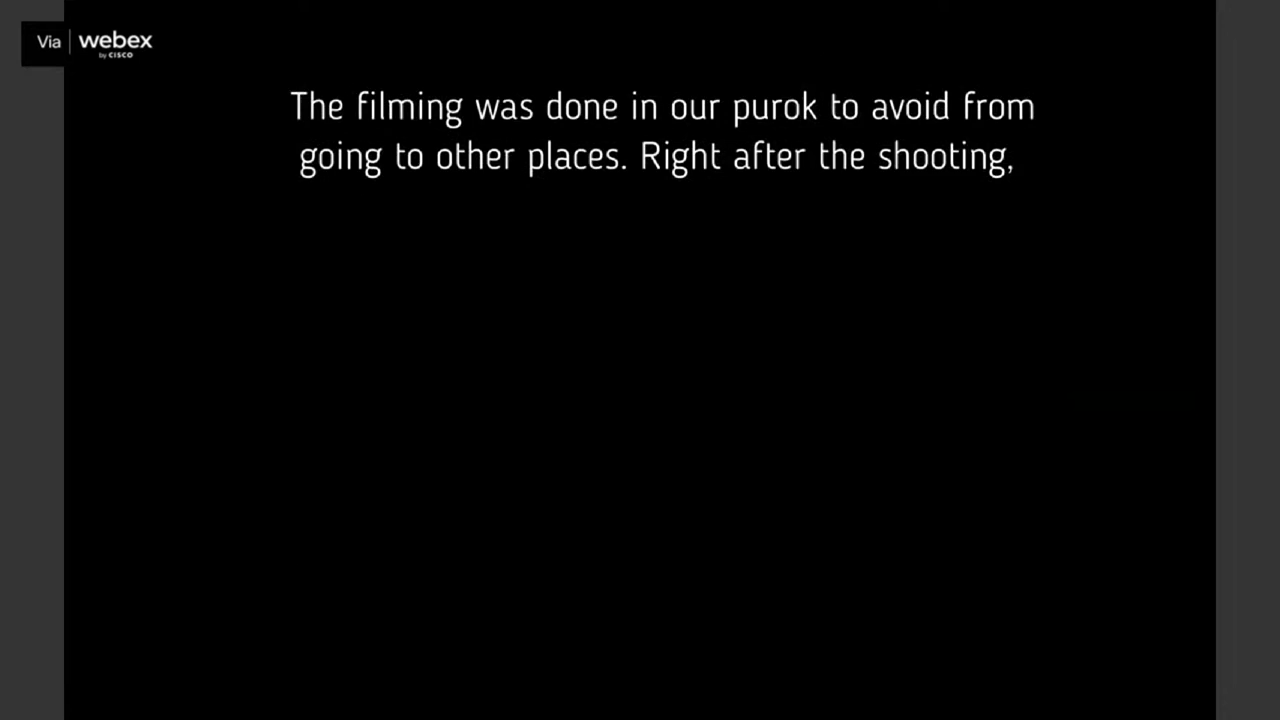 Via webex
by CISCO
The filming was done in our purok to avoid from
going to other places. Right after the shooting,